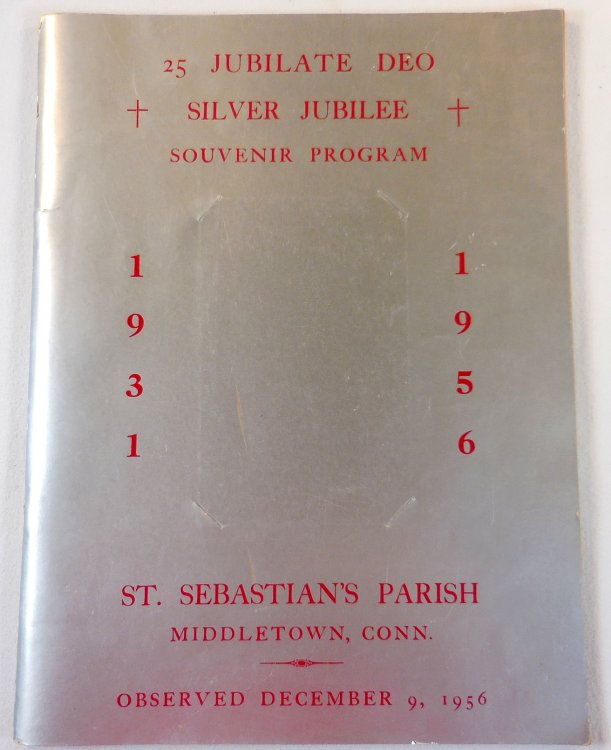 25 JUBILATE DEO
† SILVER JUBILEE †
SOUVENIR PROGRAM
1 1
9 9
3 5
1 6
ST. SEBASTIAN'S PARISH
MIDDLETOWN, CONN.
OBSERVED DECEMBER 9, 1956